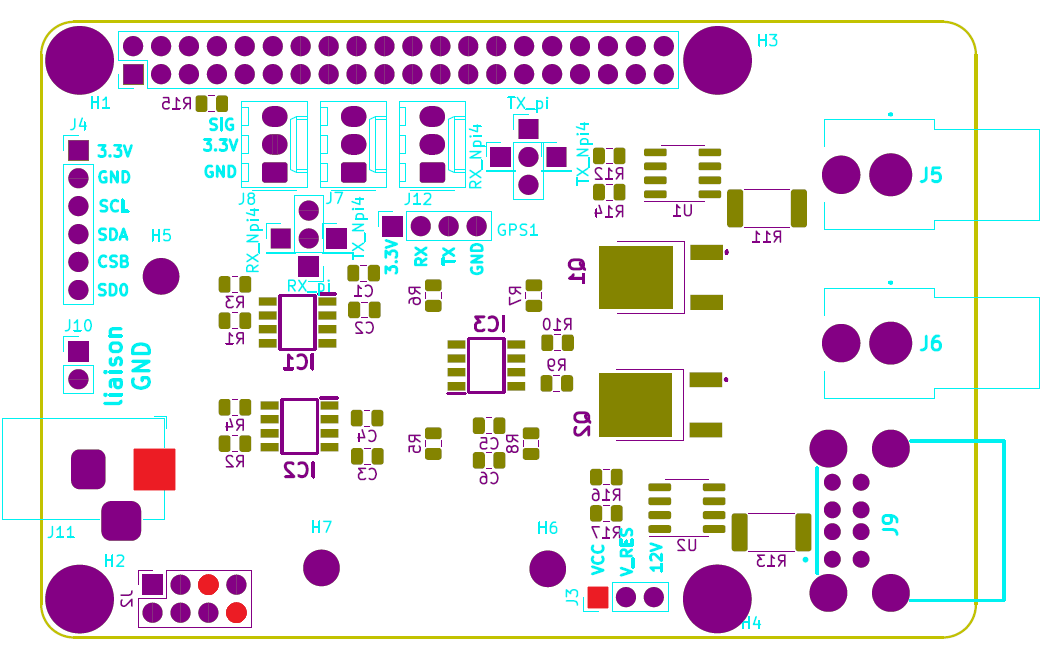 H3
TX_pi
H1
R15
J4
SIG
3.3V
3.3V
GND
GND
RX_Npi4
TX_Npi4
R12
J5
SCL
J8
J7
J12
R14
U1
SDA
H5
RX_Npi4
TX_Npi4
GPS1
R11
CSB
3.3V
RX
TX
GND
Q1
SD0
R3
RX_pi
C1
R6
R7
J10
R1
C2
IC3
R10
liaison
GND
IC1
R9
J6
R4
C4
C5
Q2
R2
R5
R8
IC2
C3
C6
R16
J9
J11
H7
H6
R17
U2
H2
VCC
V_RES
12V
R13
J2
J3
H4